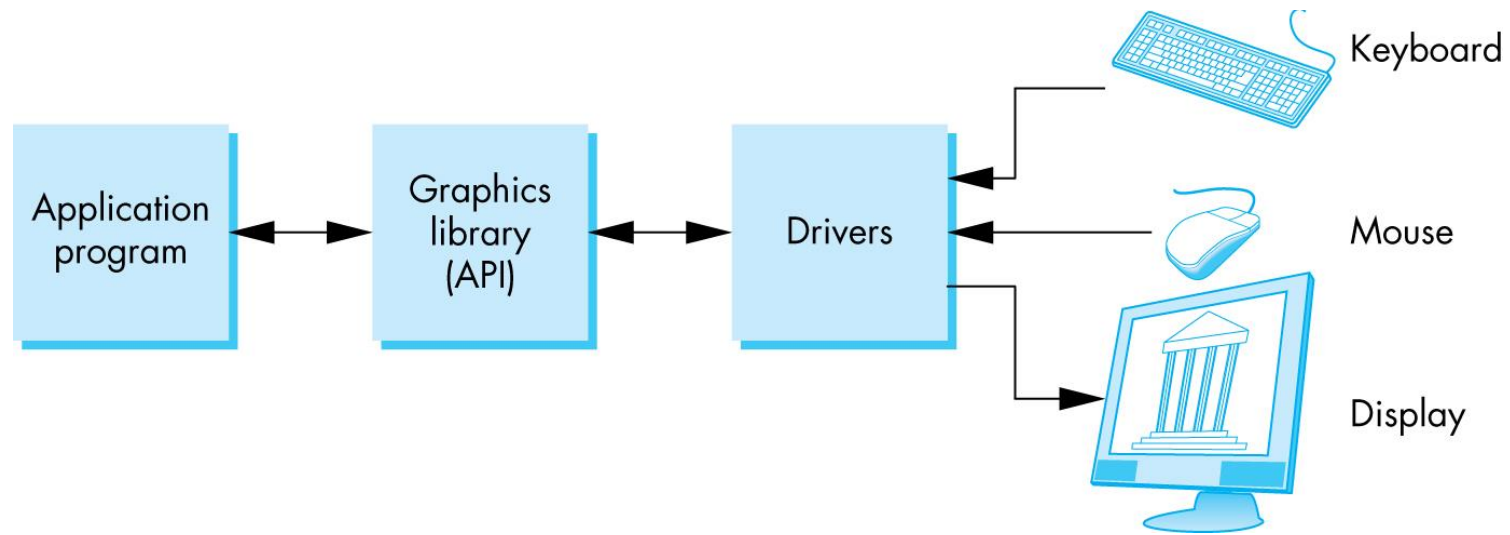 Application
program
Graphics
library
(API)
Drivers
Keyboard
Mouse
Display